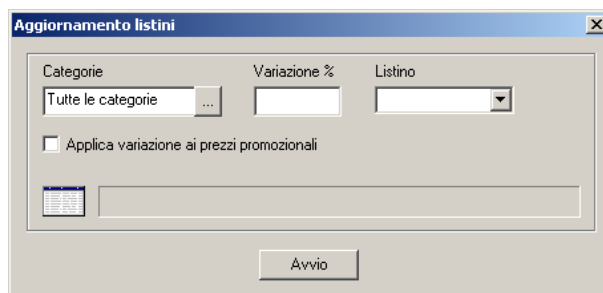 Aggiornamento listini
Categorie Variazione % Listino
Tutte le categorie ...
Applica variazione ai prezzi promozionali
Avvio